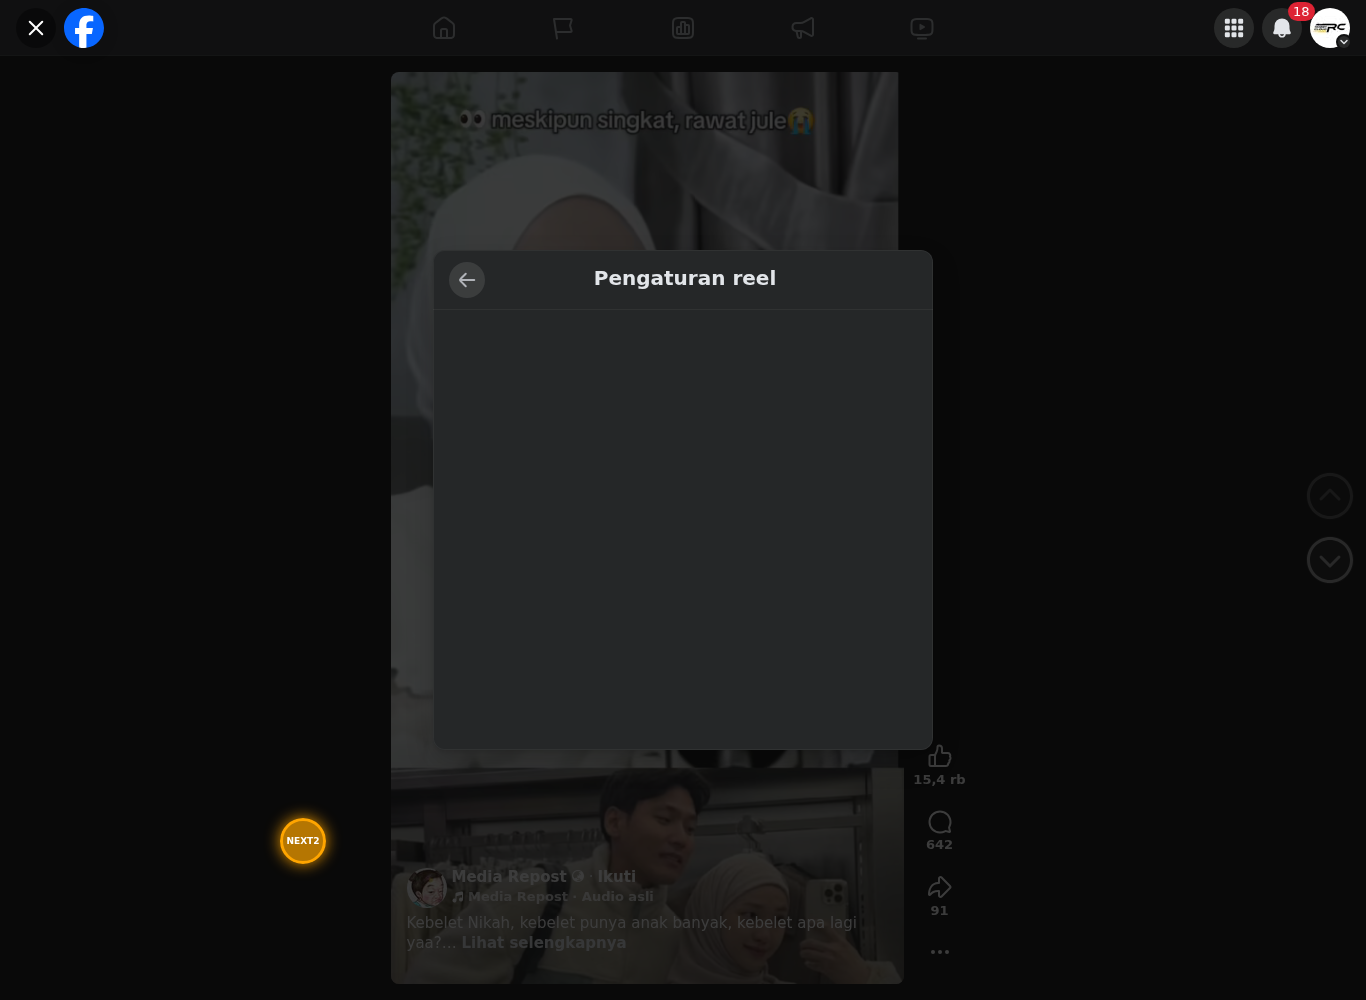 18
RC
👀 meskipun singkat, rawat jule😭
Pengaturan reel
15,4 rb
642
91
NEXT2
Media Repost · Ikuti
Media Repost · Audio asli
Kebelet Nikah, kebelet punya anak banyak, kebelet apa lagi
yaa?... Lihat selengkapnya